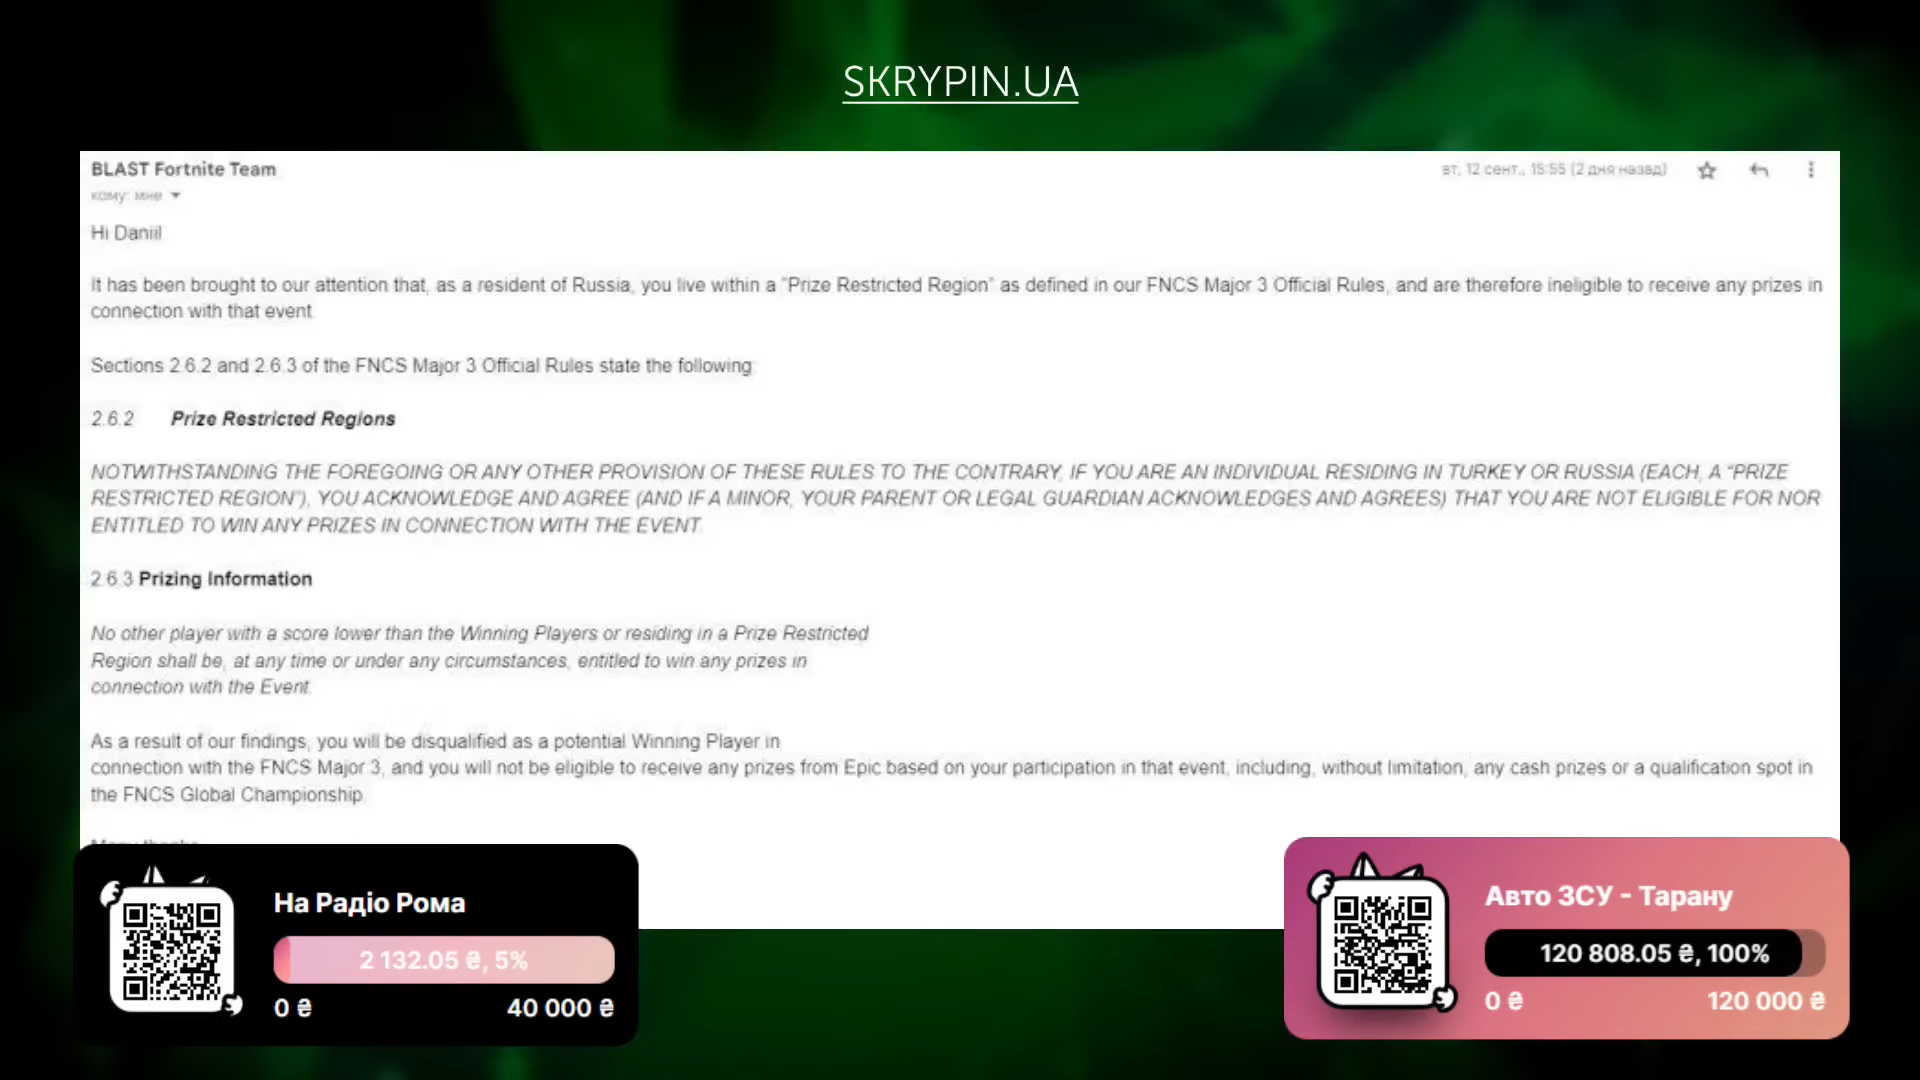 SKRYPIN.UA
BLAST Fortnite Team
вт, 12 сент., 15:55 (2 дня назад)
кому: мне
Hi Daniil
It has been brought to our attention that, as a resident of Russia, you live within a "Prize Restricted Region" as defined in our FNCS Major 3 Official Rules, and are therefore ineligible to receive any prizes in
connection with that event.
Sections 2.6.2 and 2.6.3 of the FNCS Major 3 Official Rules state the following:
2.6.2 Prize Restricted Regions
NOTWITHSTANDING THE FOREGOING OR ANY OTHER PROVISION OF THESE RULES TO THE CONTRARY, IF YOU ARE AN INDIVIDUAL RESIDING IN TURKEY OR RUSSIA (EACH, A "PRIZE
RESTRICTED REGION"), YOU ACKNOWLEDGE AND AGREE (AND IF A MINOR, YOUR PARENT OR LEGAL GUARDIAN ACKNOWLEDGES AND AGREES) THAT YOU ARE NOT ELIGIBLE FOR NOR
ENTITLED TO WIN ANY PRIZES IN CONNECTION WITH THE EVENT.
2.6.3 Prizing Information
No other player with a score lower than the Winning Players or residing in a Prize Restricted
Region shall be, at any time or under any circumstances, entitled to win any prizes in
connection with the Event.
As a result of our findings, you will be disqualified as a potential Winning Player in
connection with the FNCS Major 3, and you will not be eligible to receive any prizes from Epic based on your participation in that event, including, without limitation, any cash prizes or a qualification spot in
the FNCS Global Championship.
На Радіо Рома
2 132.05 ₴, 5%
0 ₴ 40 000 ₴
Авто ЗСУ - Тарану
120 808.05 ₴, 100%
0 ₴ 120 000 ₴